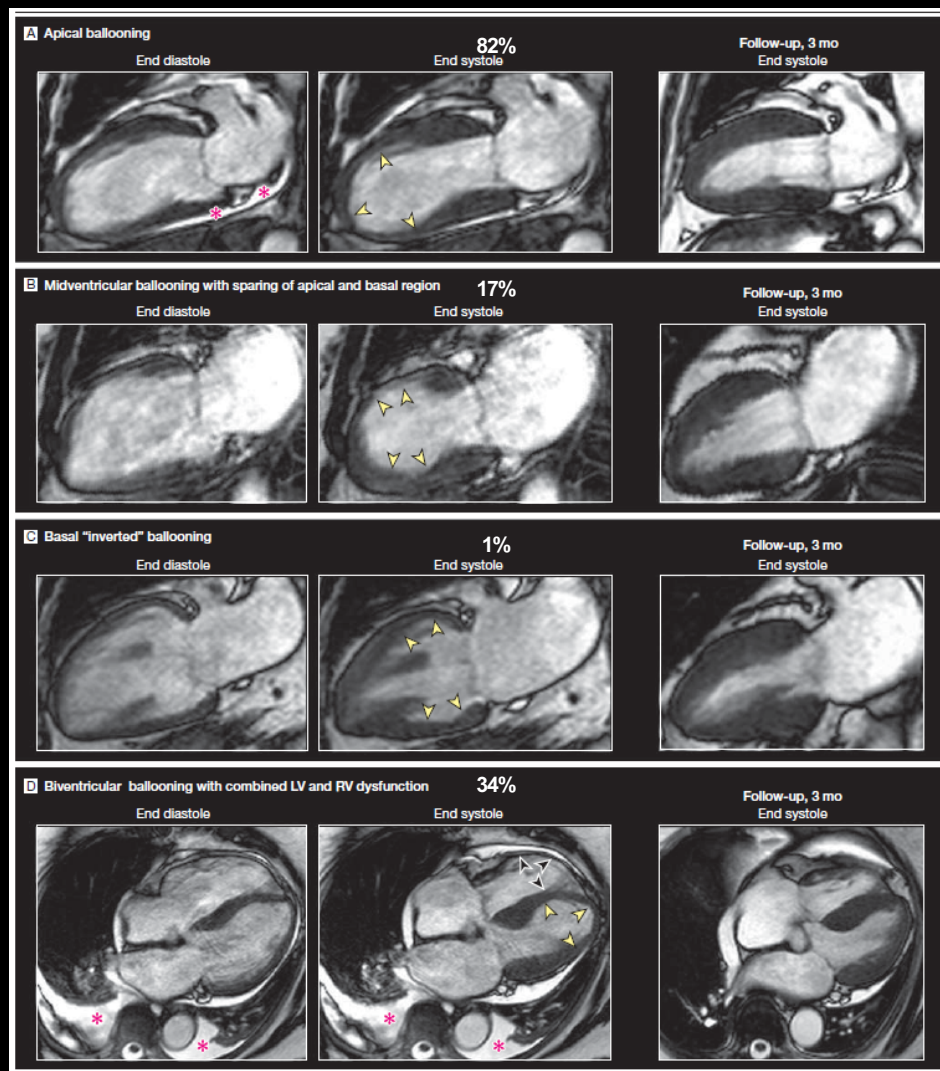 A Apical ballooning
82%
Follow-up, 3 mo
End diastole
End systole
End systole
*
*
B Midventricular ballooning with sparing of apical and basal region
17%
Follow-up, 3 mo
End diastole
End systole
End systole
C Basal “inverted” ballooning
1%
Follow-up, 3 mo
End diastole
End systole
End systole
D Biventricular ballooning with combined LV and RV dysfunction
34%
Follow-up, 3 mo
End diastole
End systole
End systole
*
*
*
*